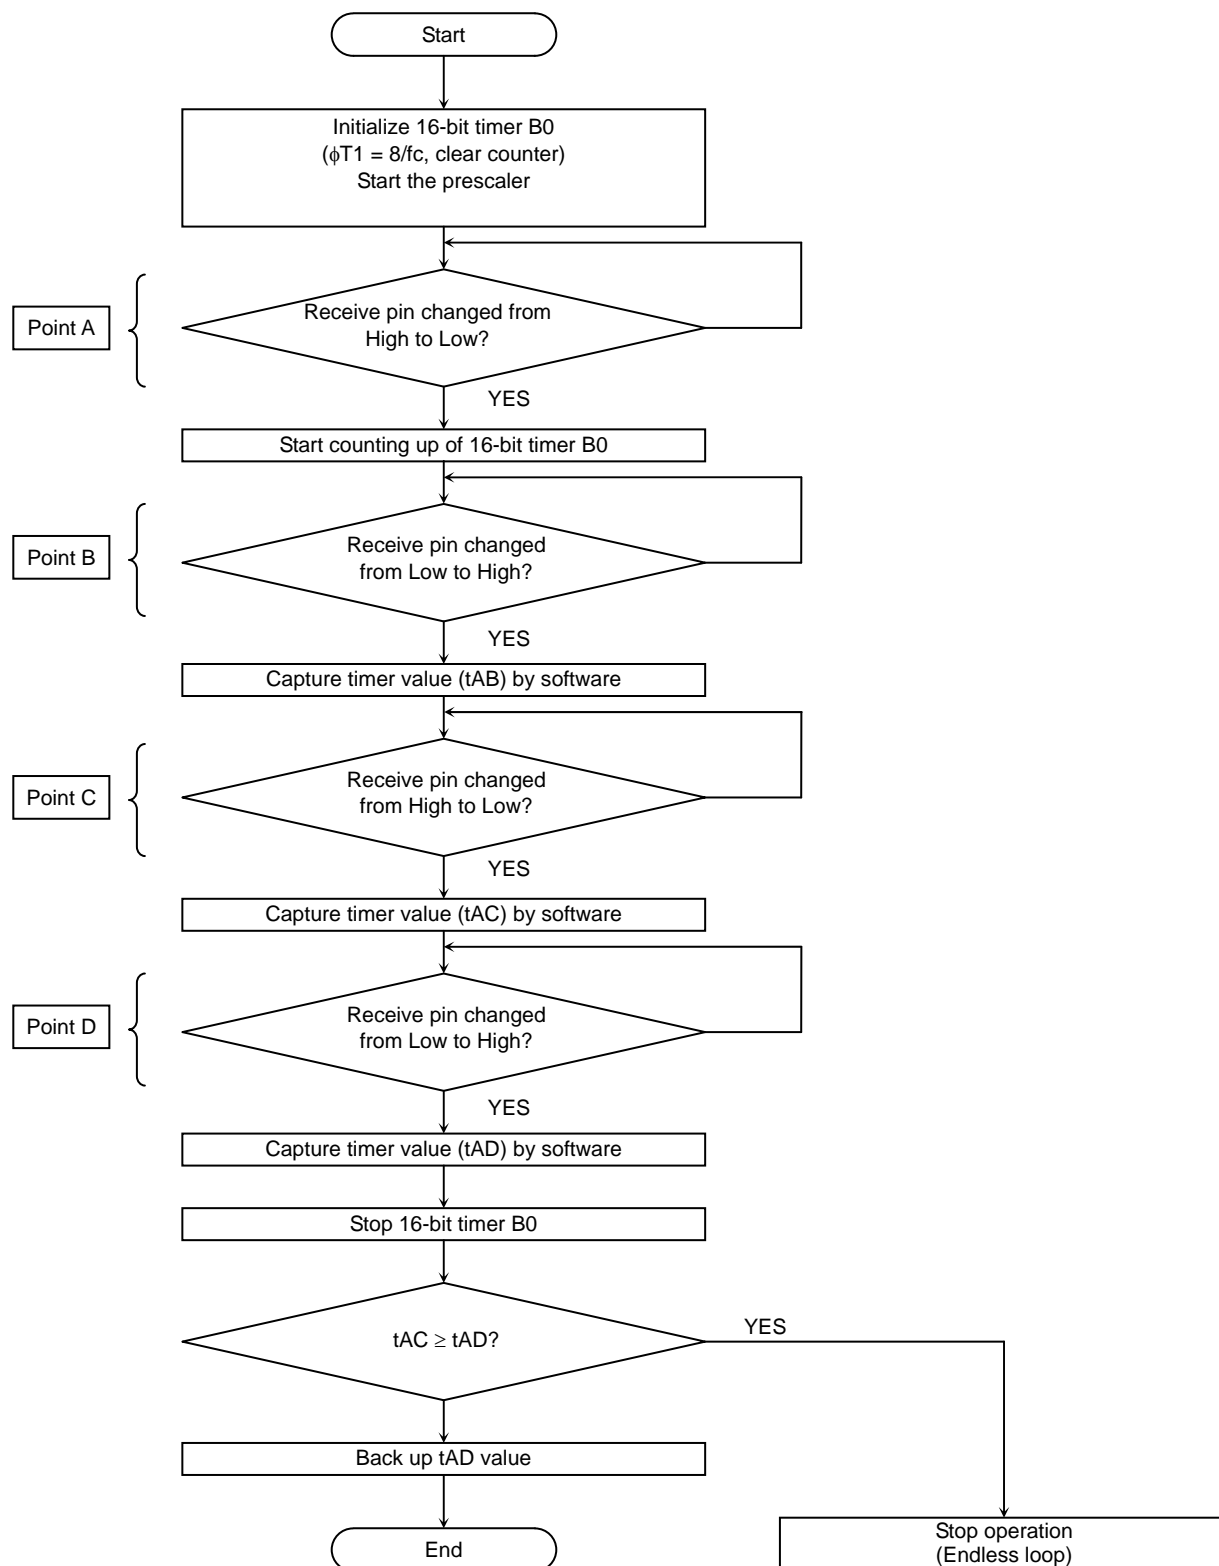 Start
Initialize 16-bit timer B0
(ϕT1 = 8/fc, clear counter)
Start the prescaler
Point A
Receive pin changed from
High to Low?
YES
Start counting up of 16-bit timer B0
Point B
Receive pin changed
from Low to High?
YES
Capture timer value (tAB) by software
Point C
Receive pin changed
from High to Low?
YES
Capture timer value (tAC) by software
Point D
Receive pin changed
from Low to High?
YES
Capture timer value (tAD) by software
Stop 16-bit timer B0
tAC ≥ tAD?
YES
Back up tAD value
End
Stop operation
(Endless loop)